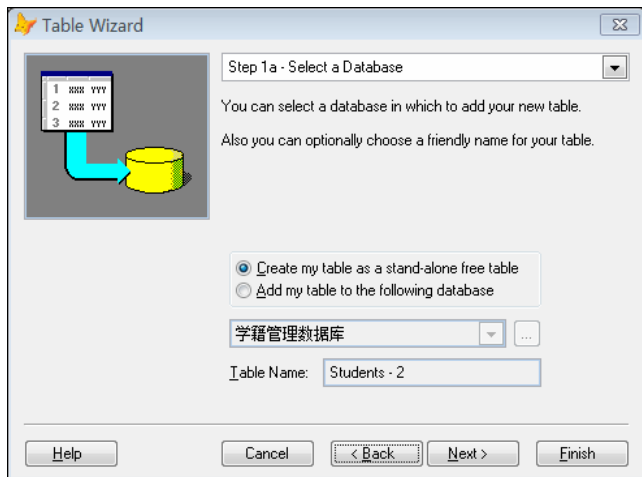 Table Wizard
1 XXX YYY
2 XXX YYY
3 XXX YYY
Step 1a - Select a Database
You can select a database in which to add your new table.
Also you can optionally choose a friendly name for your table.
Create my table as a stand-alone free table
Add my table to the following database
学籍管理数据库 ...
Table Name: Students - 2
Help Cancel < Back Next > Finish